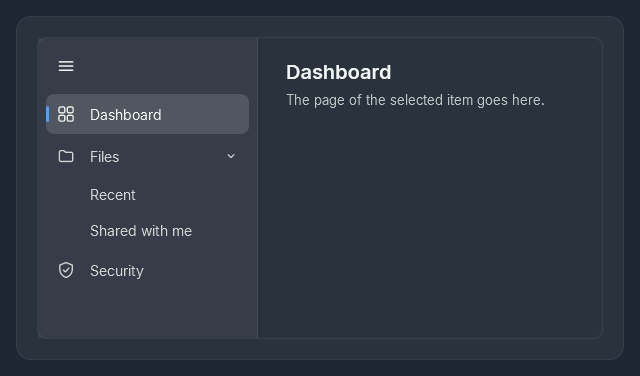 Dashboard
Files
Recent
Shared with me
Security
Dashboard
The page of the selected item goes here.